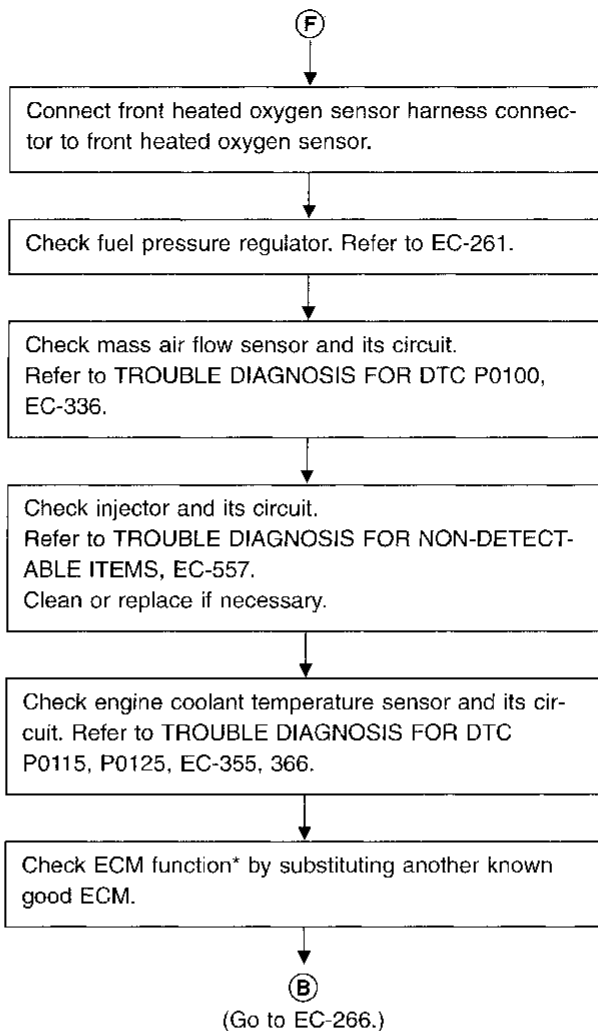 F
Connect front heated oxygen sensor harness connec-
tor to front heated oxygen sensor.
Check fuel pressure regulator. Refer to EC-261.
Check mass air flow sensor and its circuit.
Refer to TROUBLE DIAGNOSIS FOR DTC P0100,
EC-336.
Check injector and its circuit.
Refer to TROUBLE DIAGNOSIS FOR NON-DETECT-
ABLE ITEMS, EC-557.
Clean or replace if necessary.
Check engine coolant temperature sensor and its cir-
cuit. Refer to TROUBLE DIAGNOSIS FOR DTC
P0115, P0125, EC-355, 366.
Check ECM function* by substituting another known
good ECM.
B
(Go to EC-266.)